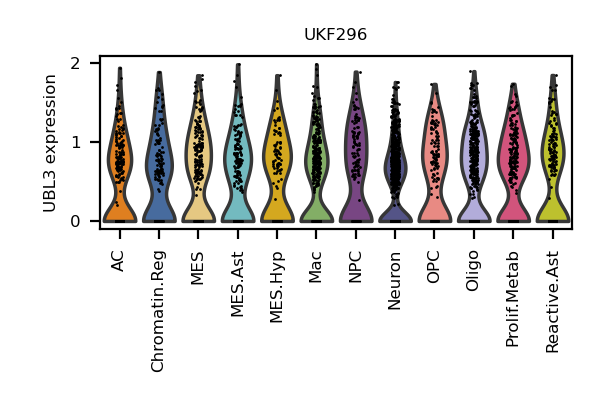 UKF296
UBL3 expression
2
1
0
AC
Chromatin.Reg
MES
MES.Ast
MES.Hyp
Mac
NPC
Neuron
OPC
Oligo
Prolif.Metab
Reactive.Ast